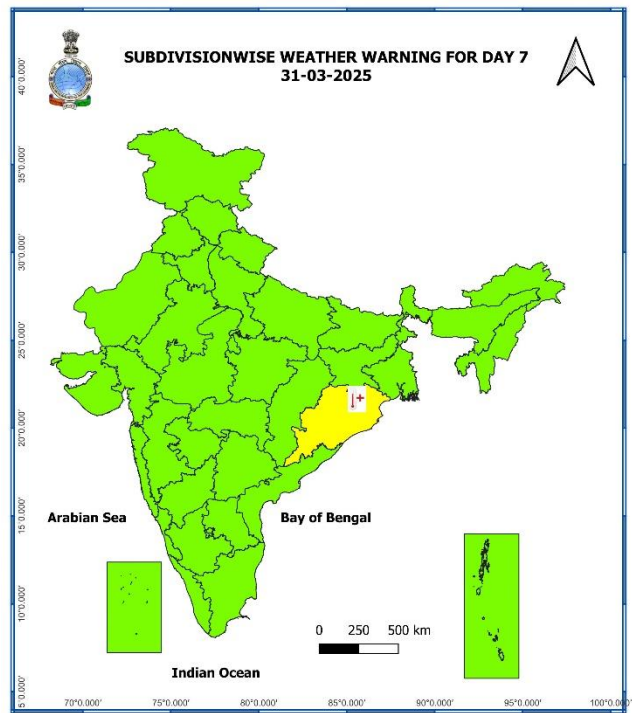 SUBDIVISIONWISE WEATHER WARNING FOR DAY 7
31-03-2025
40°0.000'
35°0.000'
30°0.000'
25°0.000'
20°0.000'
15°0.000'
10°0.000'
5°0.000'
Arabian Sea
Bay of Bengal
0 250 500 km
Indian Ocean
70°0.000' 75°0.000' 80°0.000' 85°0.000' 90°0.000' 95°0.000' 100°0.000'